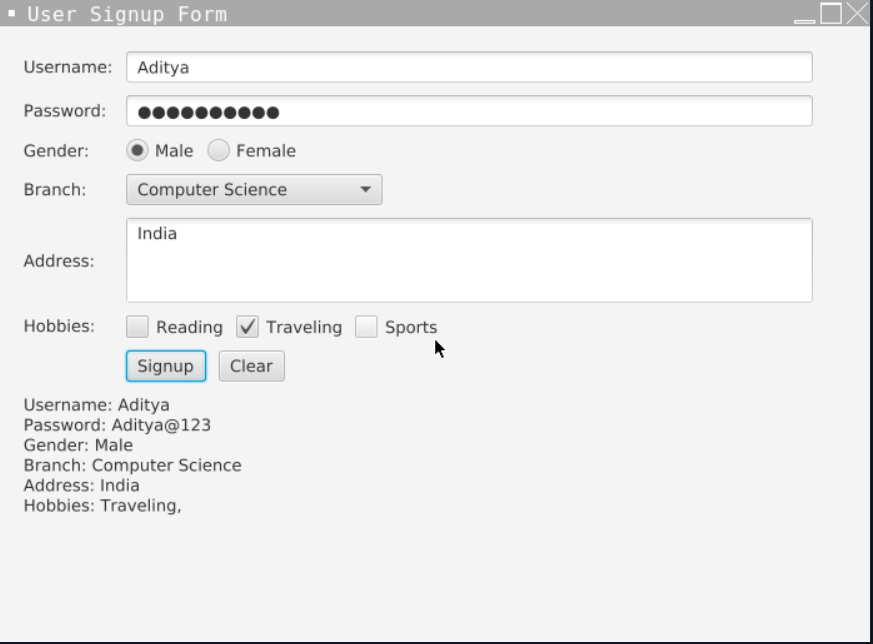 User Signup Form
Username: Aditya
Password: ●●●●●●●●●●
Gender: Male Female
Branch: Computer Science
India
Address:
Hobbies: Reading Traveling Sports
Signup Clear
Username: Aditya
Password: Aditya@123
Gender: Male
Branch: Computer Science
Address: India
Hobbies: Traveling,